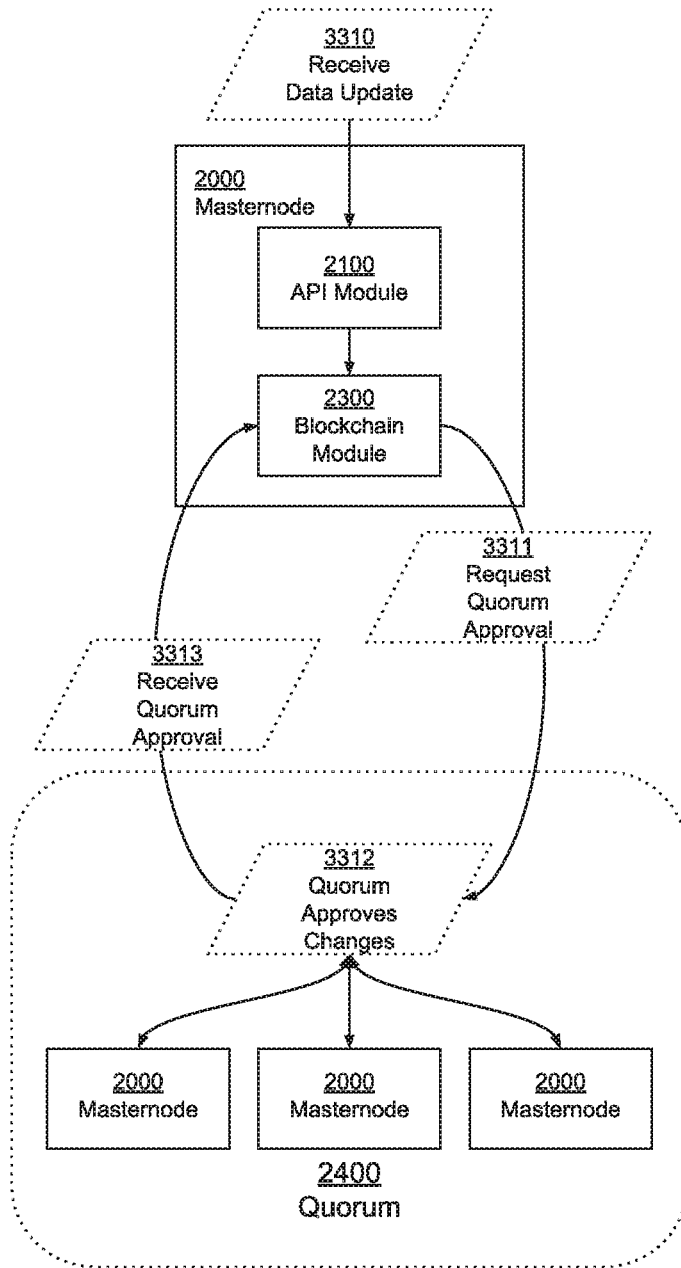 3310
Receive
Data Update
2000
Masternode
2100
API Module
2300
Blockchain
Module
3311
Request
Quorum
Approval
3313
Receive
Quorum
Approval
3312
Quorum
Approves
Changes
2000
Masternode
2000
Masternode
2000
Masternode
2400
Quorum